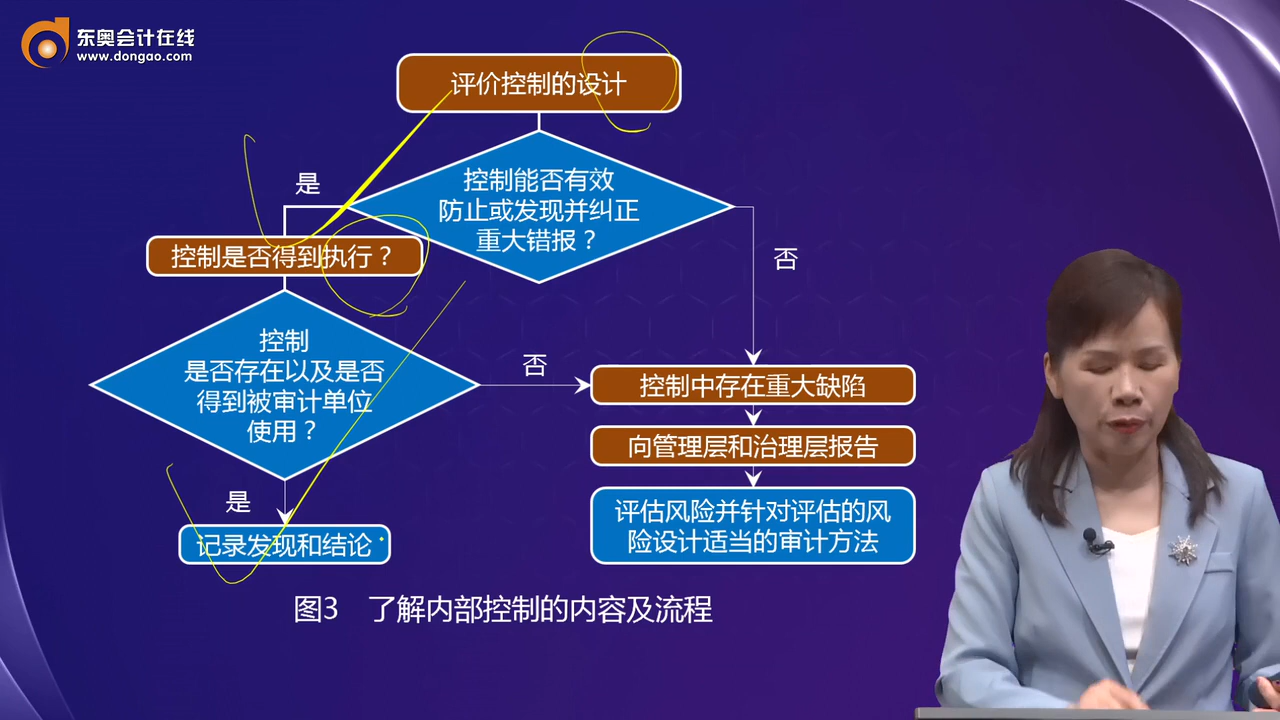 东奥会计在线
www.dongao.com
评价控制的设计
控制能否有效
防止或发现并纠正
重大错报？
是
否
控制是否得到执行？
控制
是否存在以及是否
得到被审计单位
使用？
否
是
记录发现和结论
控制中存在重大缺陷
向管理层和治理层报告
评估风险并针对评估的风
险设计适当的审计方法
图3 了解内部控制的内容及流程